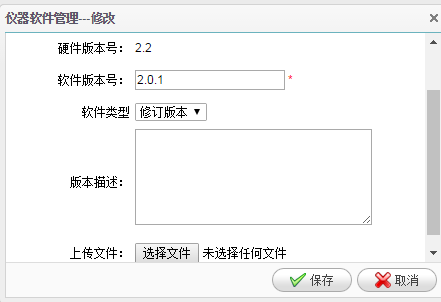 仪器软件管理---修改
硬件版本号： 2.2
软件版本号： 2.0.1 *
软件类型 修订版本
版本描述：
上传文件： 选择文件 未选择任何文件
保存 取消